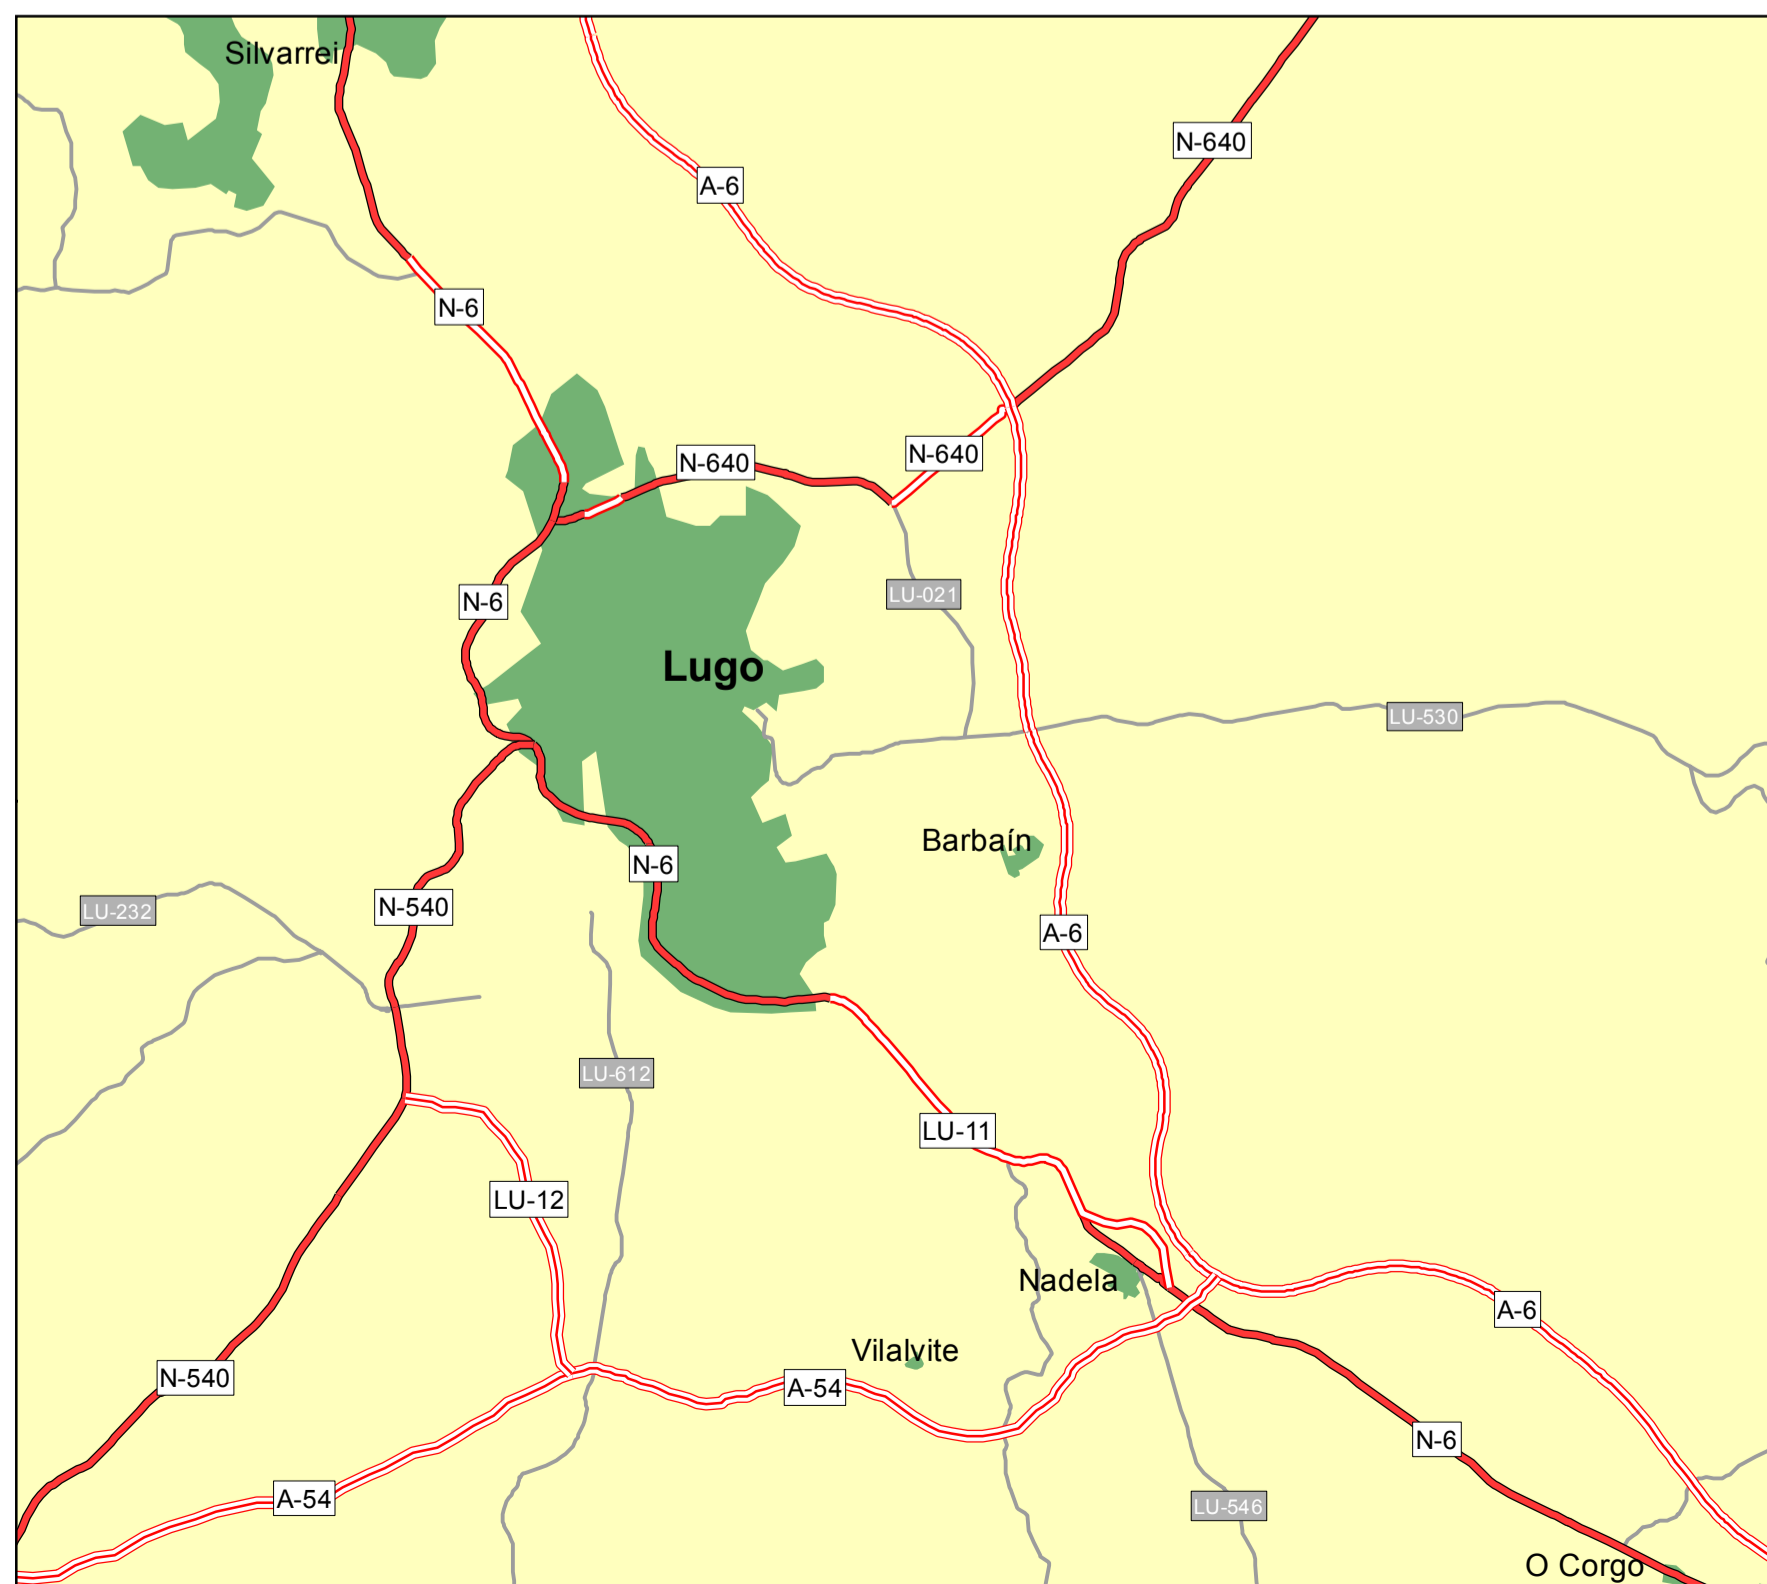 Silvarrei
N-640
A-6
N-6
N-640
N-640
LU-021
N-6
Lugo
LU-530
Barbaín
N-6
N-540
LU-232
A-6
LU-612
LU-11
LU-12
Nadela
A-6
Vilalvite
N-540
A-54
N-6
A-54
LU-546
O Corgo